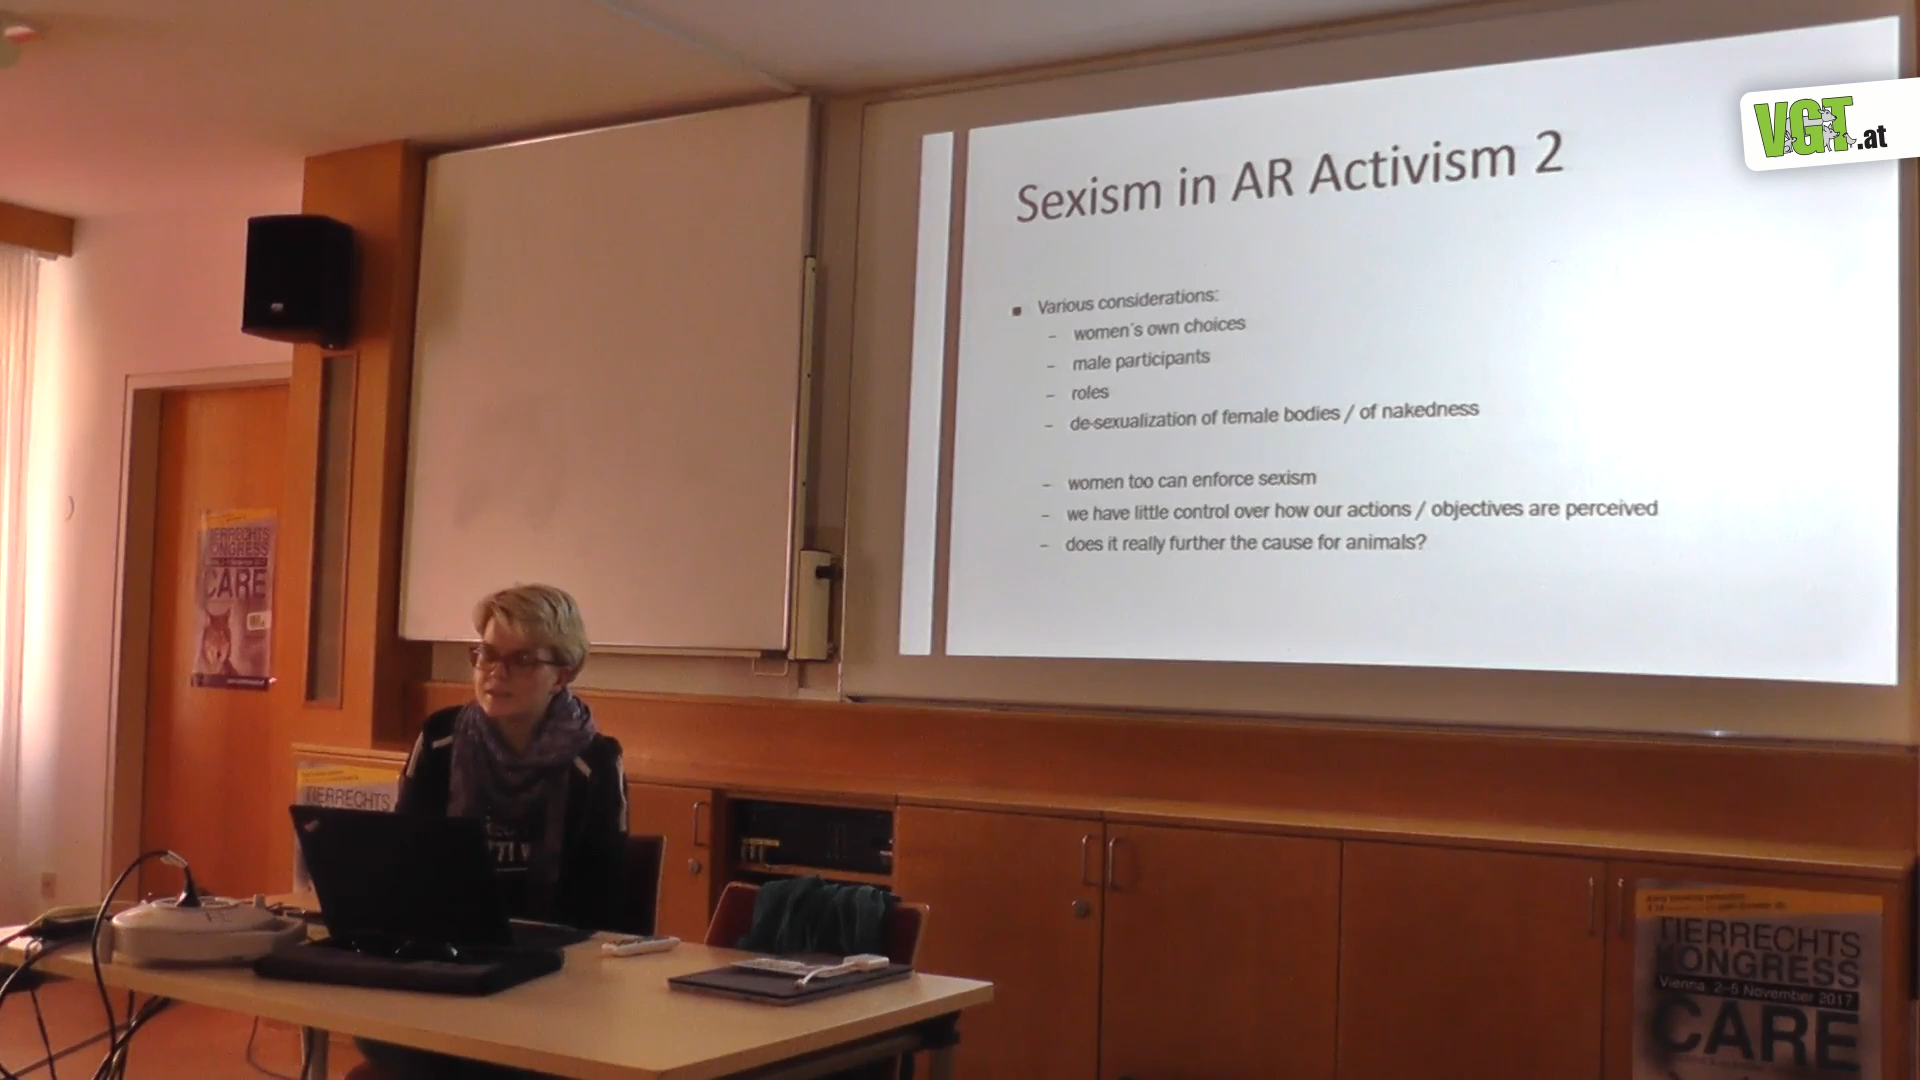 VGT.at
Sexism in AR Activism 2
Various considerations:
– women´s own choices
– male participants
– roles
– de-sexualization of female bodies / of nakedness
– women too can enforce sexism
– we have little control over how our actions / objectives are perceived
– does it really further the cause for animals?
TIERRECHTS
KONGRESS
CARE
TIERRECHTS
TIERRECHTS
KONGRESS
Vienna, 2-5 November 2017
CARE